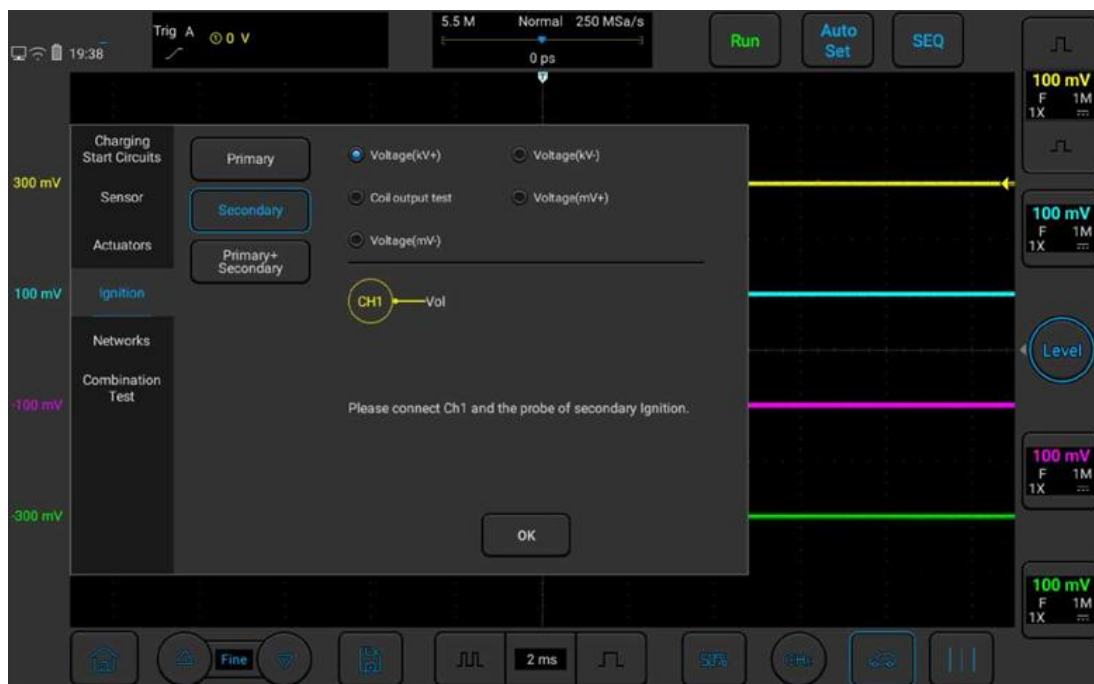 19:38
Trig A ① 0 V
5.5 M Normal 250 MSa/s
0 ps
Run
Auto
Set
SEQ
100 mV
F 1M
1X
300 mV
100 mV
-100 mV
-300 mV
Charging
Start Circuits
Sensor
Actuators
Ignition
Networks
Combination
Test
Primary
Secondary
Primary+
Secondary
Voltage(kV+)
Voltage(kV-)
Coil output test
Voltage(mV+)
Voltage(mV-)
CH1
Vol
Please connect Ch1 and the probe of secondary Ignition.
OK
100 mV
F 1M
1X
Level
100 mV
F 1M
1X
100 mV
F 1M
1X
Fine
2 ms
50%